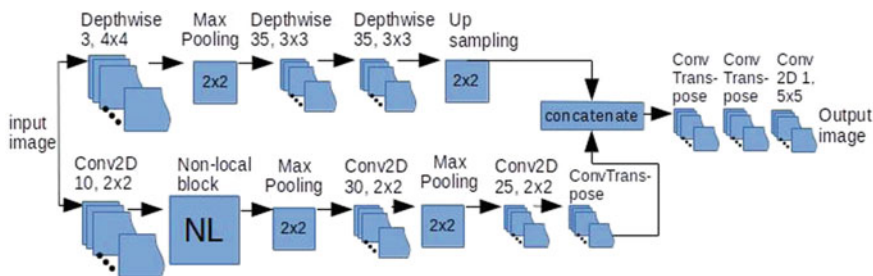 Depthwise
3, 4x4
Max
Pooling
2x2
Depthwise
35, 3x3
Depthwise
35, 3x3
Up
sampling
2x2
input
image
concatenate
Conv
Trans-
pose
Conv
Trans-
pose
Conv
2D 1,
5x5
Output
image
Conv2D
10, 2x2
Non-local
block
NL
Max
Pooling
2x2
Conv2D
30, 2x2
Max
Pooling
2x2
Conv2D
25, 2x2
ConvTrans-
pose